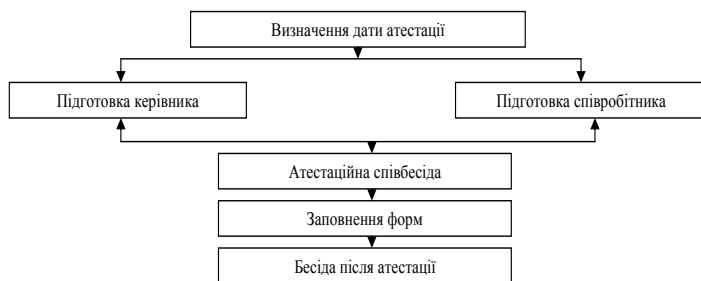 Визначення дати атестації
Підготовка керівника
Підготовка співробітника
Атестаційна співбесіда
Заповнення форм
Бесіда після атестації